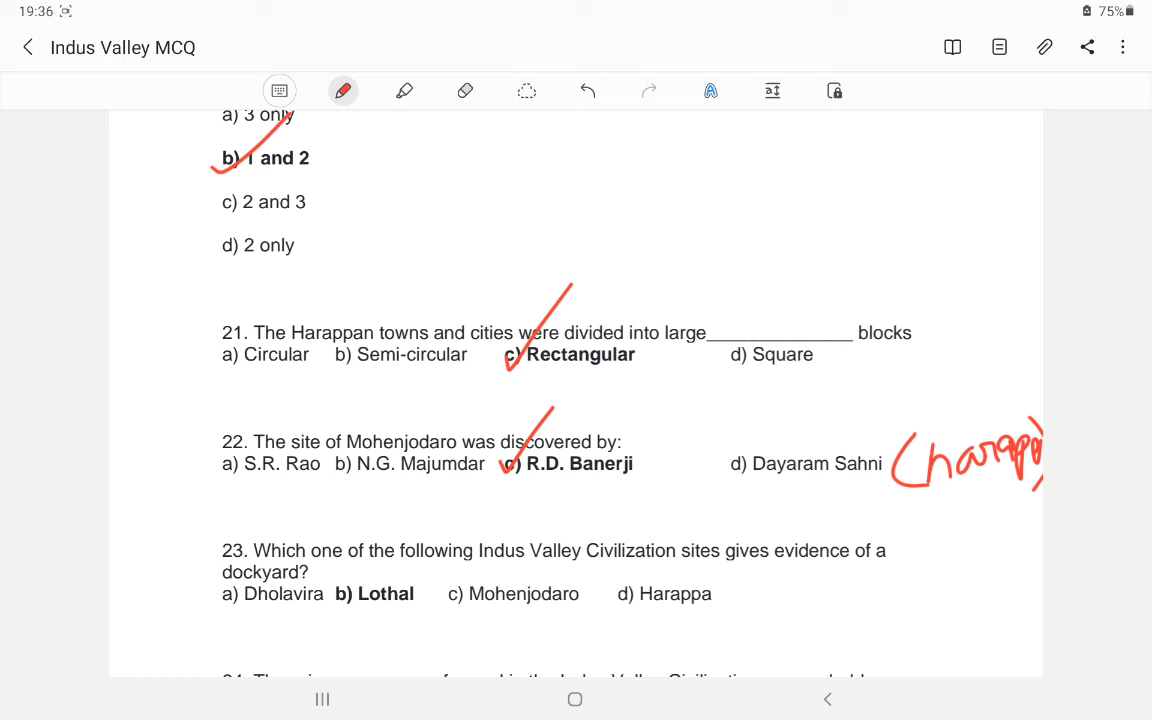 19:36
75%
Indus Valley MCQ
a) 3 only
b) 1 and 2
c) 2 and 3
d) 2 only
21. The Harappan towns and cities were divided into large______________ blocks
a) Circular b) Semi-circular c) Rectangular d) Square
22. The site of Mohenjodaro was discovered by:
a) S.R. Rao b) N.G. Majumdar c) R.D. Banerji d) Dayaram Sahni (harappa)
23. Which one of the following Indus Valley Civilization sites gives evidence of a
dockyard?
a) Dholavira b) Lothal c) Mohenjodaro d) Harappa